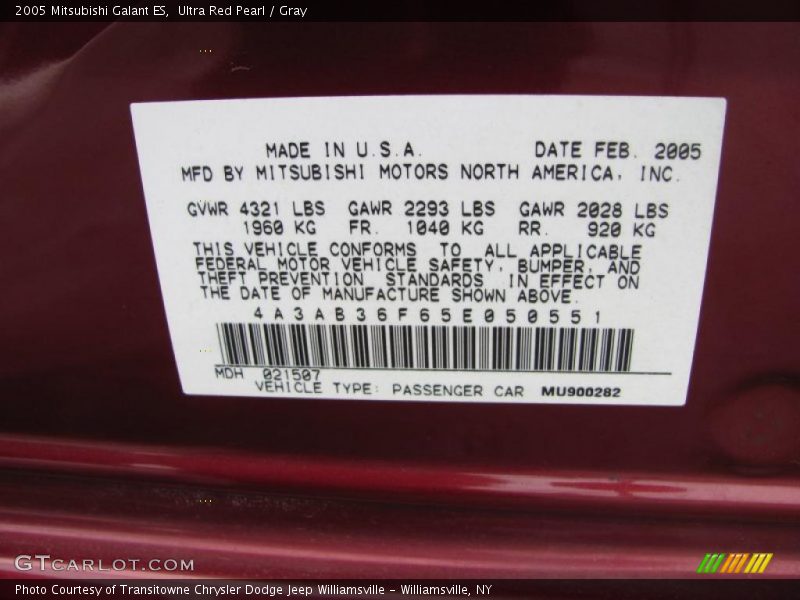 2005 Mitsubishi Galant ES,  Ultra Red Pearl / Gray
MADE IN U.S.A. DATE FEB. 2005
MFD BY MITSUBISHI MOTORS NORTH AMERICA, INC.
GVWR 4321 LBS GAWR 2293 LBS GAWR 2028 LBS
1960 KG FR. 1040 KG RR. 920 KG
THIS VEHICLE CONFORMS TO ALL APPLICABLE
FEDERAL MOTOR VEHICLE SAFETY, BUMPER, AND
THEFT PREVENTION STANDARDS IN EFFECT ON
THE DATE OF MANUFACTURE SHOWN ABOVE.
4A3AB36F65E050551
MDH 021507
VEHICLE TYPE: PASSENGER CAR MU900282
GTCARLOT.COM
Photo Courtesy of Transitowne Chrysler Dodge Jeep Williamsville – Williamsville, NY